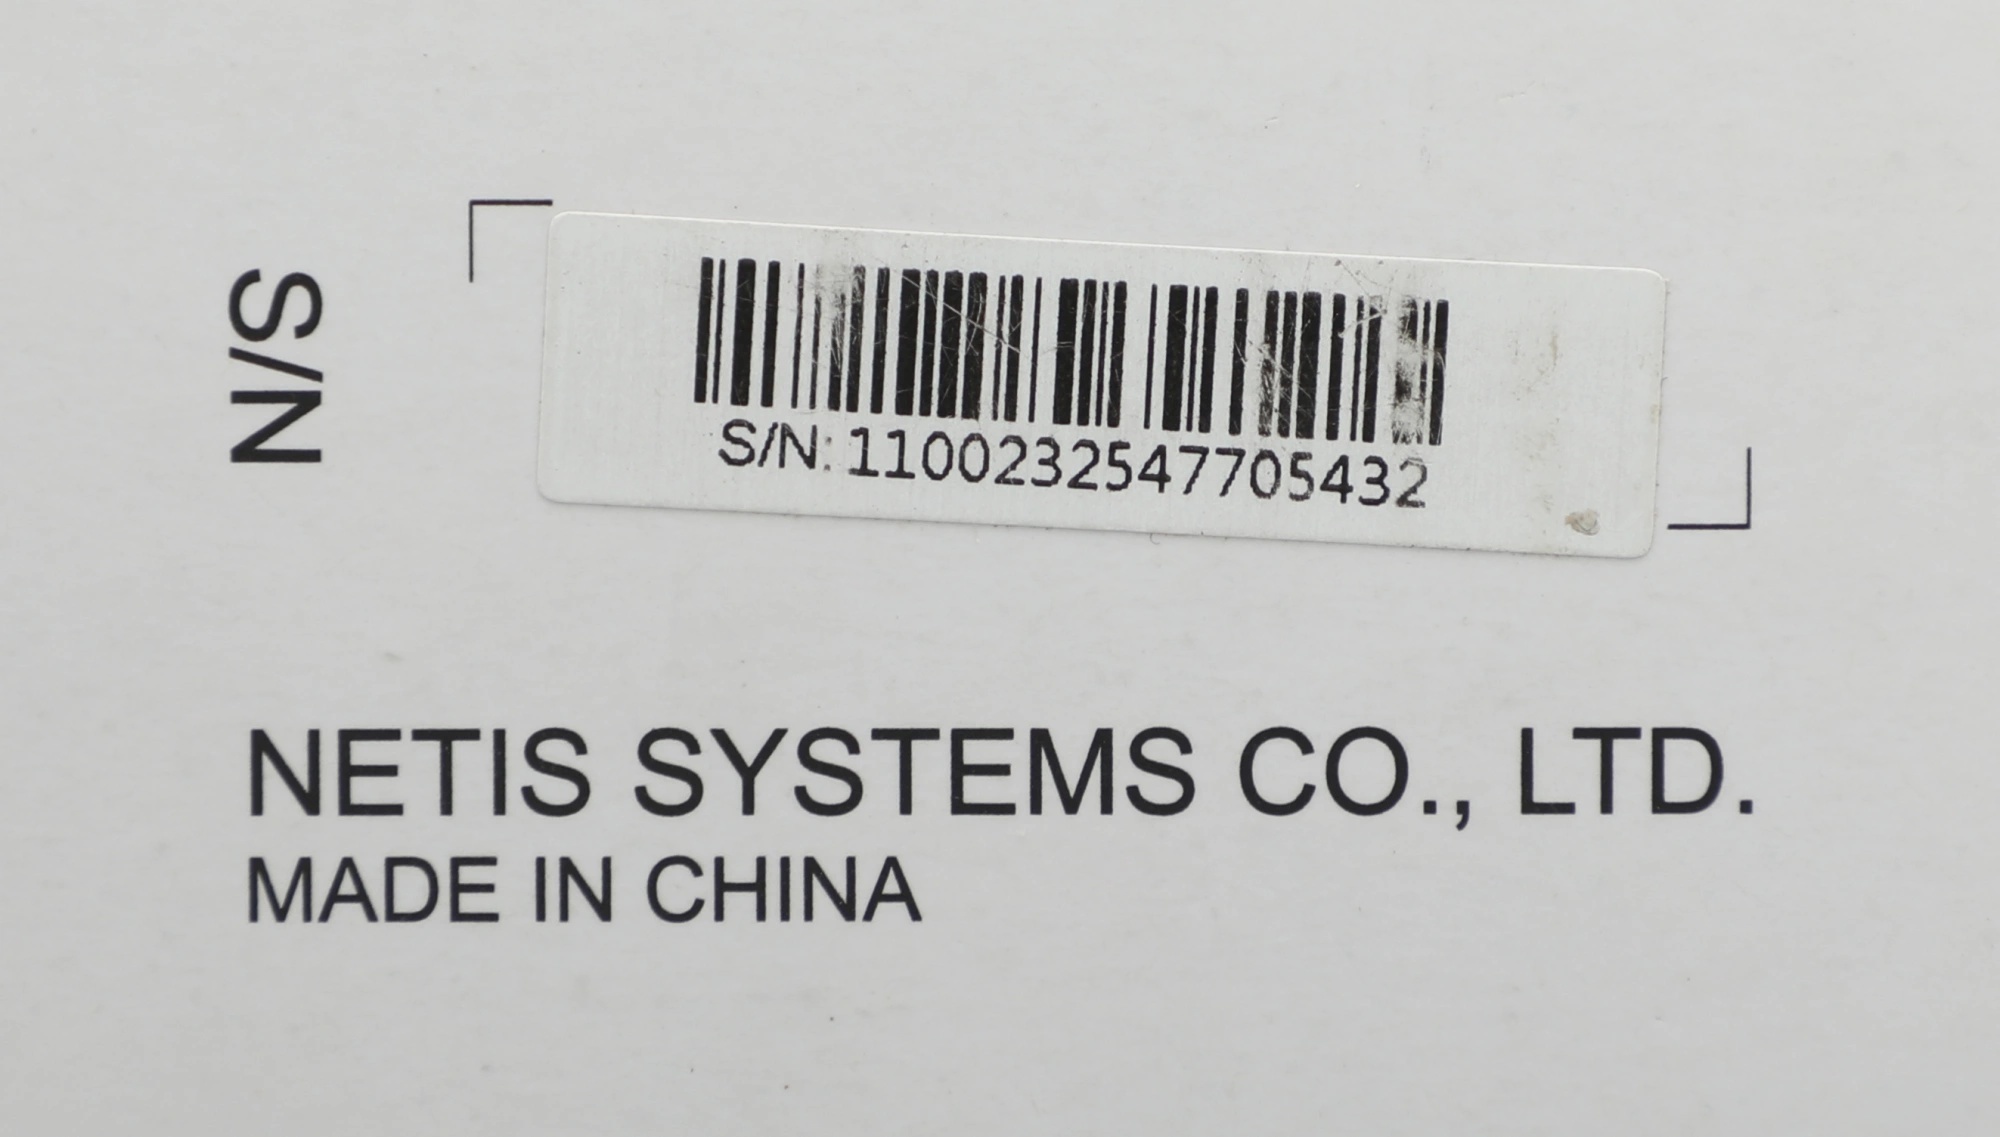 S/N
S/N: 1100232547705432
NETIS SYSTEMS CO., LTD.
MADE IN CHINA